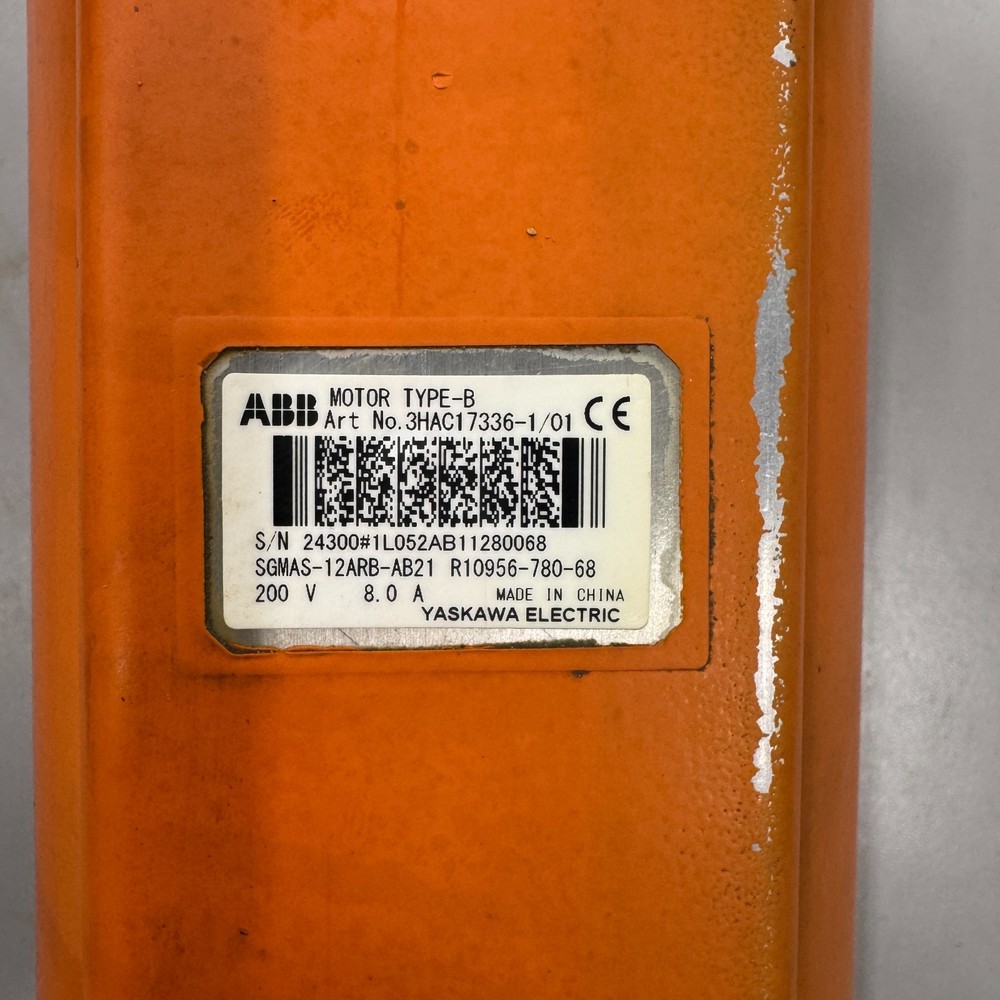 ABB MOTOR TYPE-B
Art No.3HAC17336-1/01 CE
S/N 24300#1L052AB11280068
SGMAS-12ARB-AB21 R10956-780-68
200 V 8.0 A MADE IN CHINA
YASKAWA ELECTRIC